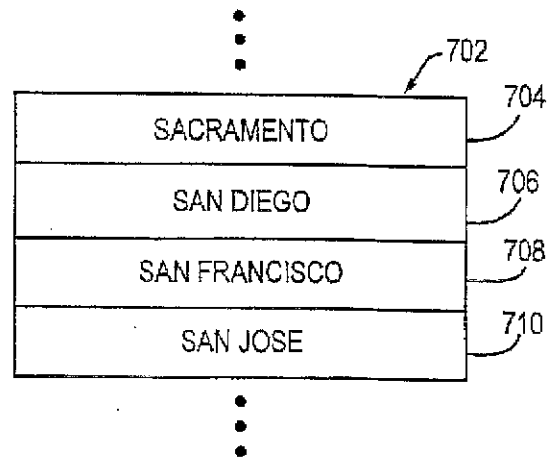 702
SACRAMENTO 704
SAN DIEGO 706
SAN FRANCISCO 708
SAN JOSE 710